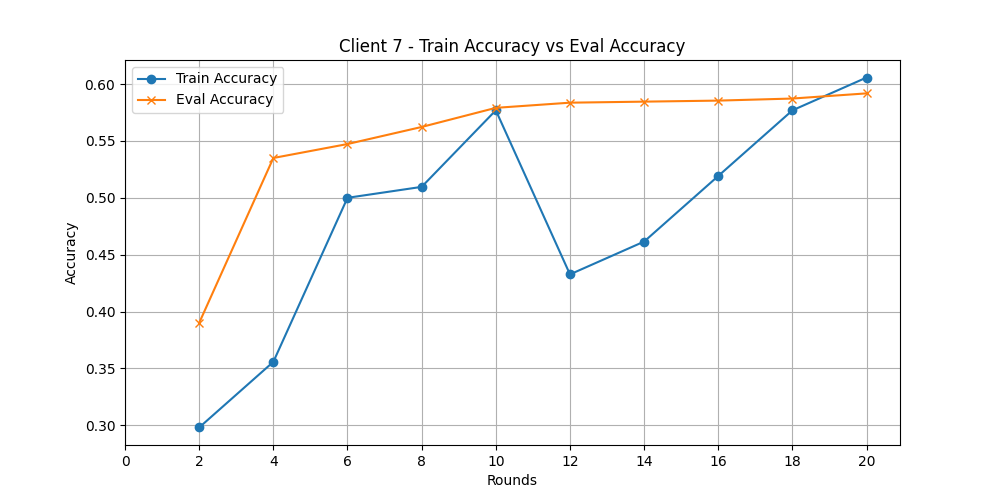 Client 7 - Train Accuracy vs Eval Accuracy
Train Accuracy
Eval Accuracy
0.60
0.55
0.50
0.45
0.40
0.35
0.30
Accuracy
0 2 4 6 8 10 12 14 16 18 20
Rounds